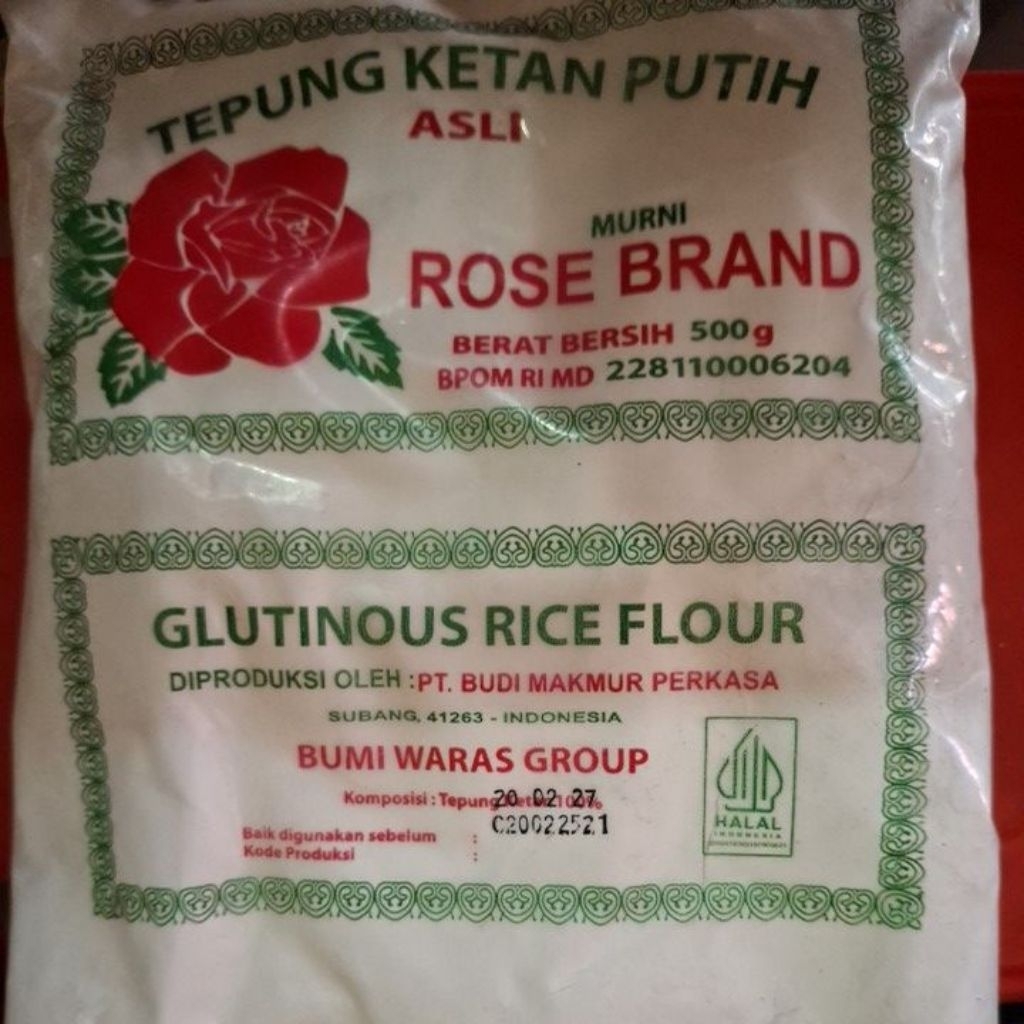 TEPUNG KETAN PUTIH
ASLI
MURNI
ROSE BRAND
BERAT BERSIH 500g
BPOM RI MD 228110006204
GLUTINOUS RICE FLOUR
DIPRODUKSI OLEH : PT. BUDI MAKMUR PERKASA
SUBANG, 41263 - INDONESIA
BUMI WARAS GROUP
Komposisi : Tepung Ketan 100%
20 02 27
C20022521
Baik digunakan sebelum :
Kode Produksi :
HALAL
INDONESIA